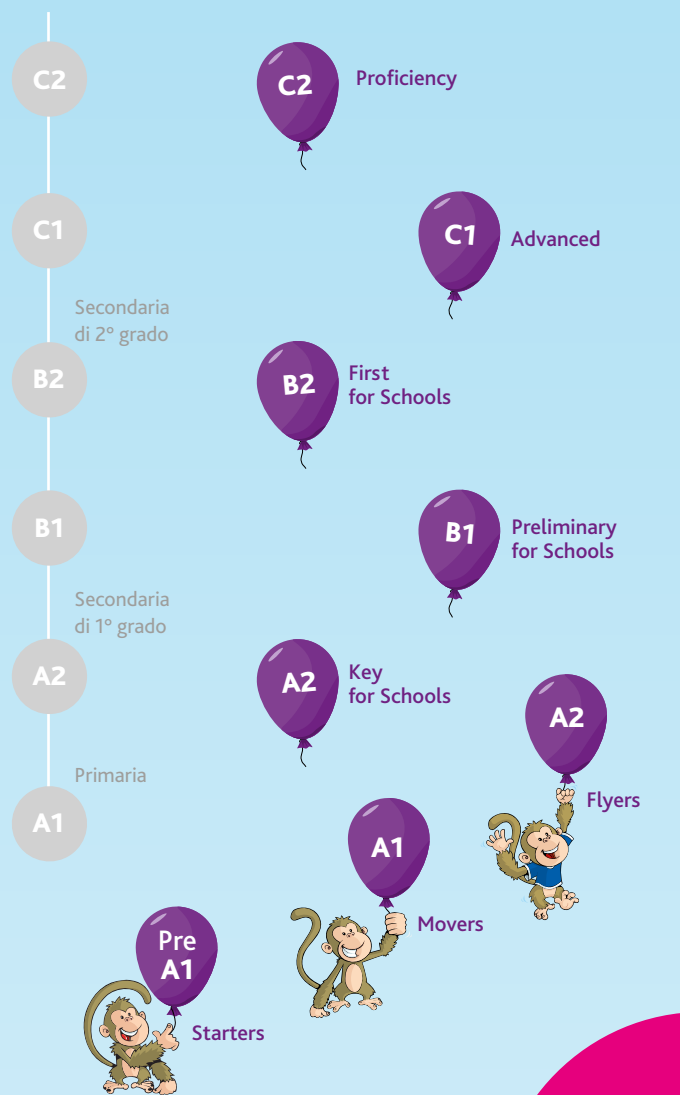 C2
C2
Proficiency
C1
C1
Advanced
Secondaria
di 2° grado
B2
B2
First
for Schools
B1
B1
Preliminary
for Schools
Secondaria
di 1° grado
A2
A2
Key
for Schools
A2
Flyers
Primaria
A1
A1
Movers
Pre
A1
Starters